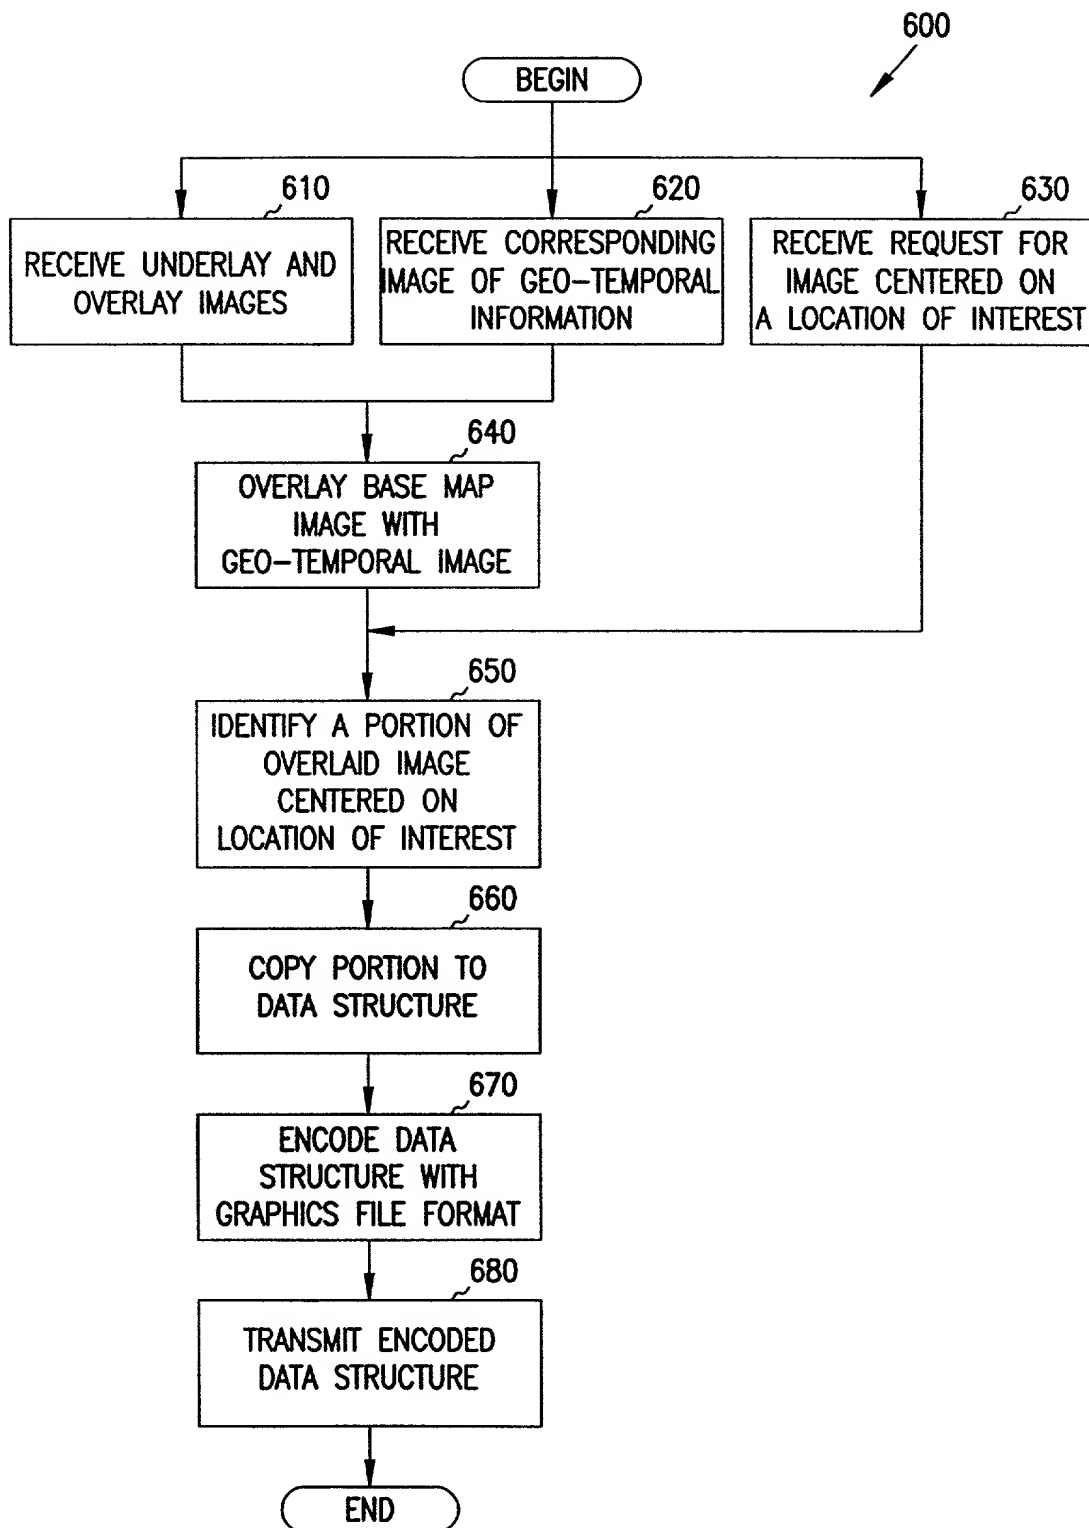 600
BEGIN
610
RECEIVE UNDERLAY AND
OVERLAY IMAGES
620
RECEIVE CORRESPONDING
IMAGE OF GEO-TEMPORAL
INFORMATION
630
RECEIVE REQUEST FOR
IMAGE CENTERED ON
A LOCATION OF INTEREST
640
OVERLAY BASE MAP
IMAGE WITH
GEO-TEMPORAL IMAGE
650
IDENTIFY A PORTION OF
OVERLAID IMAGE
CENTERED ON
LOCATION OF INTEREST
660
COPY PORTION TO
DATA STRUCTURE
670
ENCODE DATA
STRUCTURE WITH
GRAPHICS FILE FORMAT
680
TRANSMIT ENCODED
DATA STRUCTURE
END